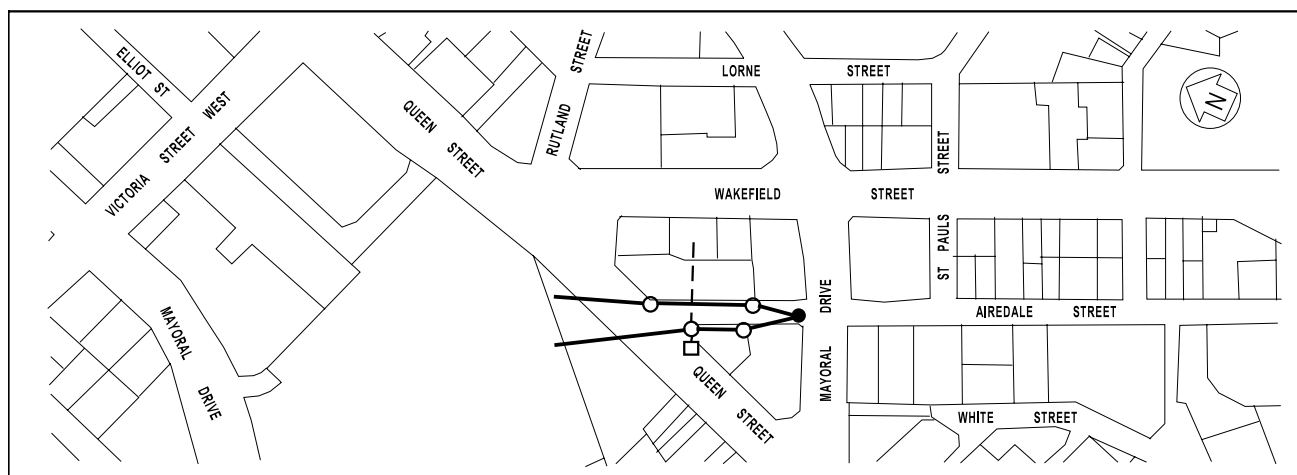 ELLIOT ST
VICTORIA STREET WEST
QUEEN STREET
RUTLAND STREET
LORNE STREET
N
WAKEFIELD STREET
ST PAULS STREET
MAYORAL DRIVE
MAYORAL DRIVE
AIREDALE STREET
QUEEN STREET
WHITE STREET